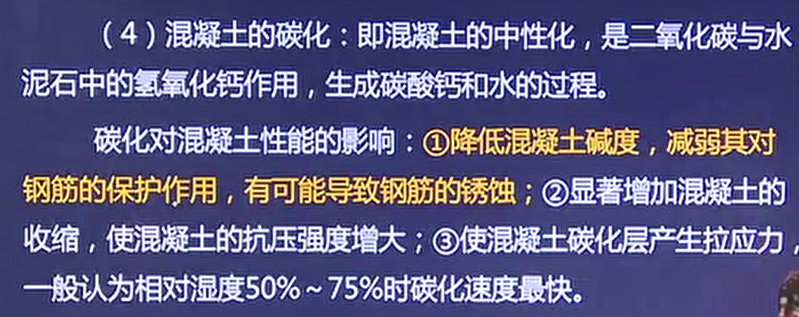 （4）混凝土的碳化：即混凝土的中性化，是二氧化碳与水
泥石中的氢氧化钙作用，生成碳酸钙和水的过程。
碳化对混凝土性能的影响：①降低混凝土碱度，减弱其对
钢筋的保护作用，有可能导致钢筋的锈蚀；②显著增加混凝土的
收缩，使混凝土的抗压强度增大；③使混凝土碳化层产生拉应力，
一般认为相对湿度50%～75%时碳化速度最快。